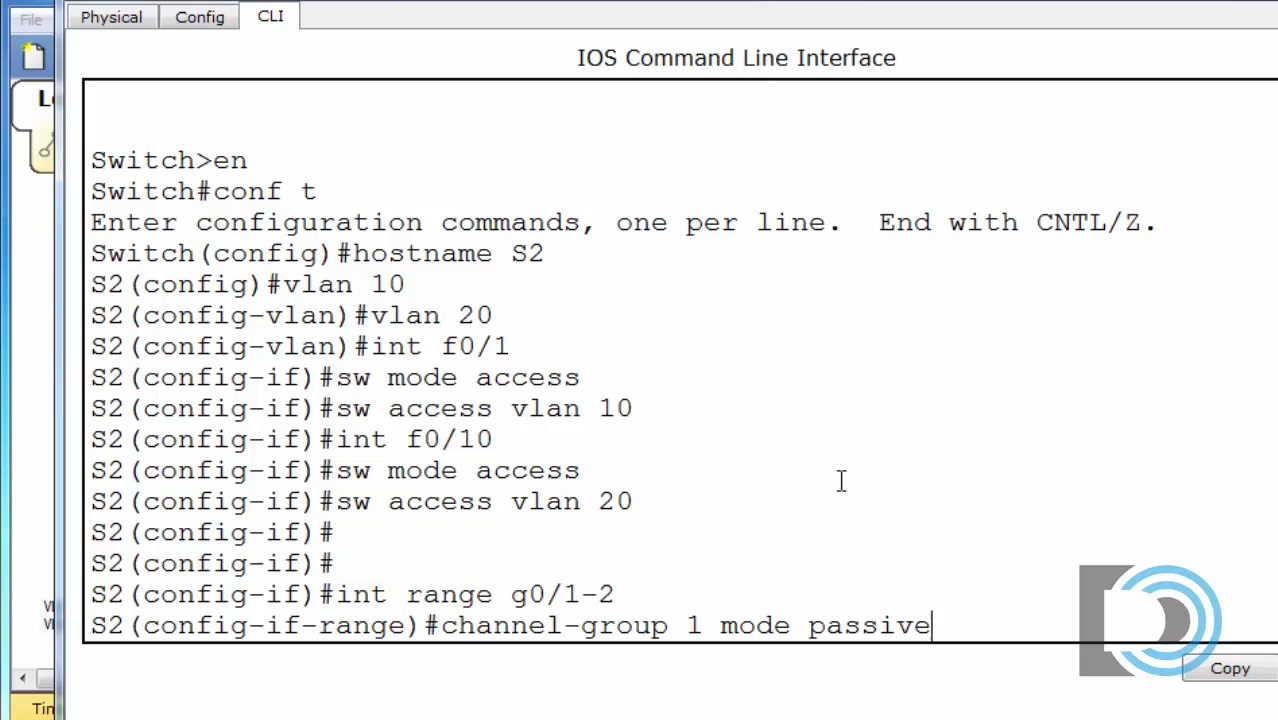 File
Physical
Config
CLI
IOS Command Line Interface
Switch>en
Switch#conf t
Enter configuration commands, one per line.  End with CNTL/Z.
Switch(config)#hostname S2
S2(config)#vlan 10
S2(config-vlan)#vlan 20
S2(config-vlan)#int f0/1
S2(config-if)#sw mode access
S2(config-if)#sw access vlan 10
S2(config-if)#int f0/10
S2(config-if)#sw mode access
S2(config-if)#sw access vlan 20
S2(config-if)#
S2(config-if)#
S2(config-if)#int range g0/1-2
S2(config-if-range)#channel-group 1 mode passive
Copy